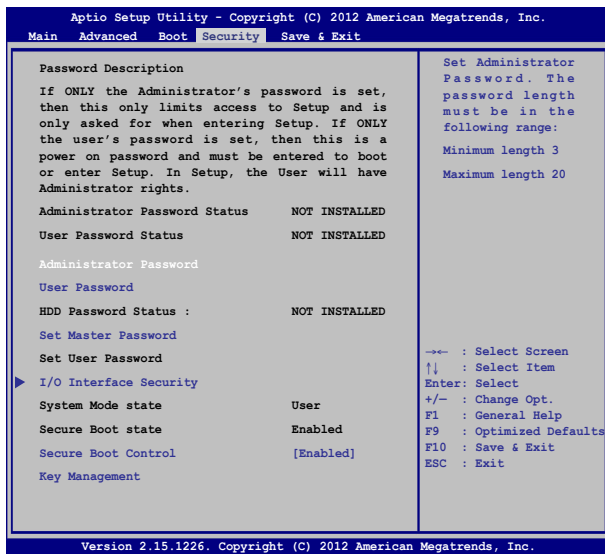 Aptio Setup Utility - Copyright (C) 2012 American Megatrends, Inc.
Main Advanced Boot Security Save & Exit
Password Description
If ONLY the Administrator's password is set,
then this only limits access to Setup and is
only asked for when entering Setup. If ONLY
the user's password is set, then this is a
power on password and must be entered to boot
or enter Setup. In Setup, the User will have
Administrator rights.
Administrator Password Status NOT INSTALLED
User Password Status NOT INSTALLED
Administrator Password
User Password
HDD Password Status : NOT INSTALLED
Set Master Password
Set User Password
I/O Interface Security
System Mode state User
Secure Boot state Enabled
Secure Boot Control [Enabled]
Key Management
Set Administrator
Password. The
password length
must be in the
following range:
Minimum length 3
Maximum length 20
→← : Select Screen
↑↓ : Select Item
Enter: Select
+/— : Change Opt.
F1 : General Help
F9 : Optimized Defaults
F10 : Save & Exit
ESC : Exit
Version 2.15.1226. Copyright (C) 2012 American Megatrends, Inc.